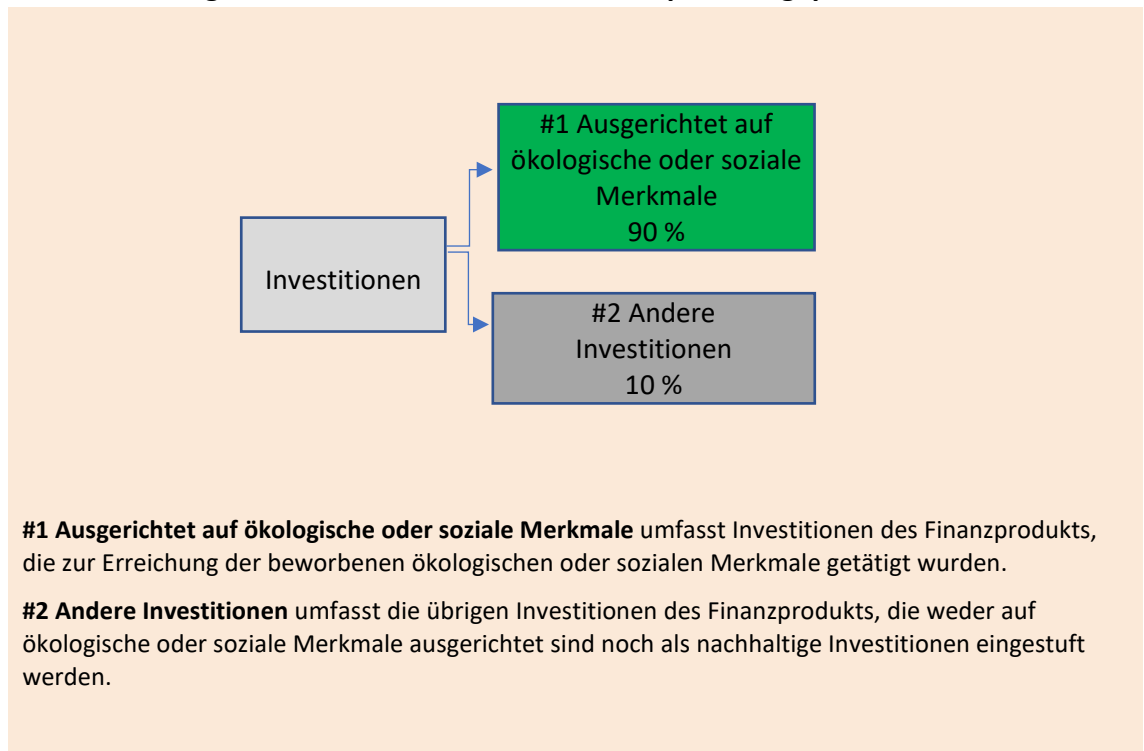 #1 Ausgerichtet auf
ökologische oder soziale
Merkmale
90 %
Investitionen
#2 Andere
Investitionen
10 %
#1 Ausgerichtet auf ökologische oder soziale Merkmale umfasst Investitionen des Finanzprodukts,
die zur Erreichung der beworbenen ökologischen oder sozialen Merkmale getätigt wurden.
#2 Andere Investitionen umfasst die übrigen Investitionen des Finanzprodukts, die weder auf
ökologische oder soziale Merkmale ausgerichtet sind noch als nachhaltige Investitionen eingestuft
werden.